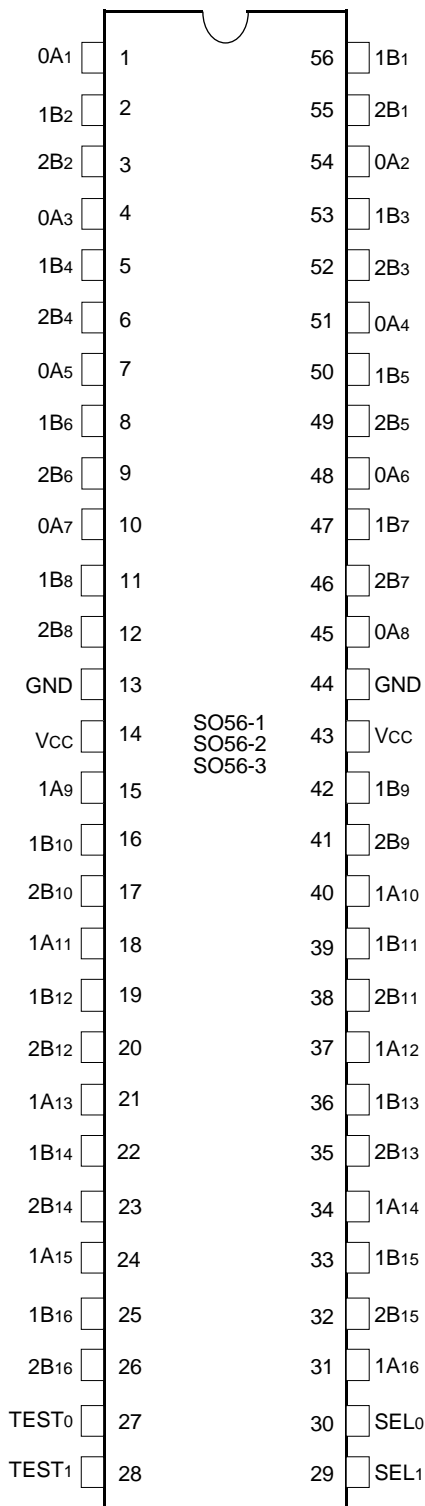 0A1 1 56 1B1
1B2 2 55 2B1
2B2 3 54 0A2
0A3 4 53 1B3
1B4 5 52 2B3
2B4 6 51 0A4
0A5 7 50 1B5
1B6 8 49 2B5
2B6 9 48 0A6
0A7 10 47 1B7
1B8 11 46 2B7
2B8 12 45 0A8
GND 13 44 GND
VCC 14 SO56-1 43 VCC
SO56-2
SO56-3
1A9 15 42 1B9
1B10 16 41 2B9
2B10 17 40 1A10
1A11 18 39 1B11
1B12 19 38 2B11
2B12 20 37 1A12
1A13 21 36 1B13
1B14 22 35 2B13
2B14 23 34 1A14
1A15 24 33 1B15
1B16 25 32 2B15
2B16 26 31 1A16
TEST0 27 30 SEL0
TEST1 28 29 SEL1